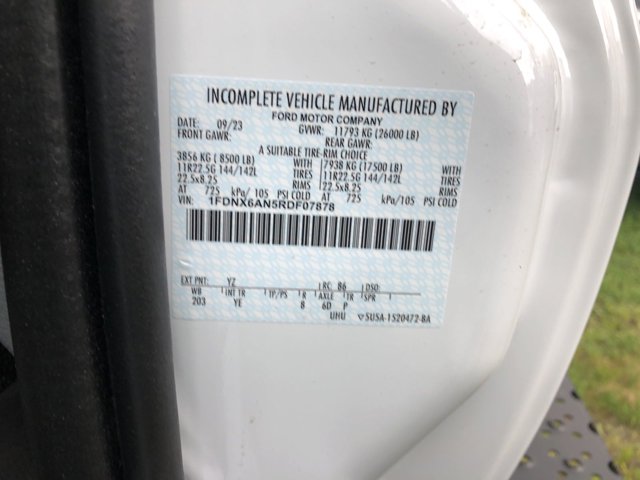 INCOMPLETE VEHICLE MANUFACTURED BY
FORD MOTOR COMPANY
DATE: 09/23 GVWR: 11793 KG (26000 LB)
FRONT GAWR: REAR GAWR:
A SUITABLE TIRE-RIM CHOICE
3856 KG ( 8500 LB) WITH 7938 KG (17500 LB) WITH
11R22.5G 144/142L TIRES 11R22.5G 144/142L TIRES
22.5x8.25 RIMS 22.5x8.25 RIMS
AT 725 kPa/ 105 PSI COLD AT 725 kPa/105 PSI COLD
VIN: 1FDNX6AN5RDF07878
EXT PNT: YZ RC: 86 DSO:
WB INT TR TP/PS R AXLE TR SPR
203 YE 8 6D P
UHU 5U5A-1520472-BA